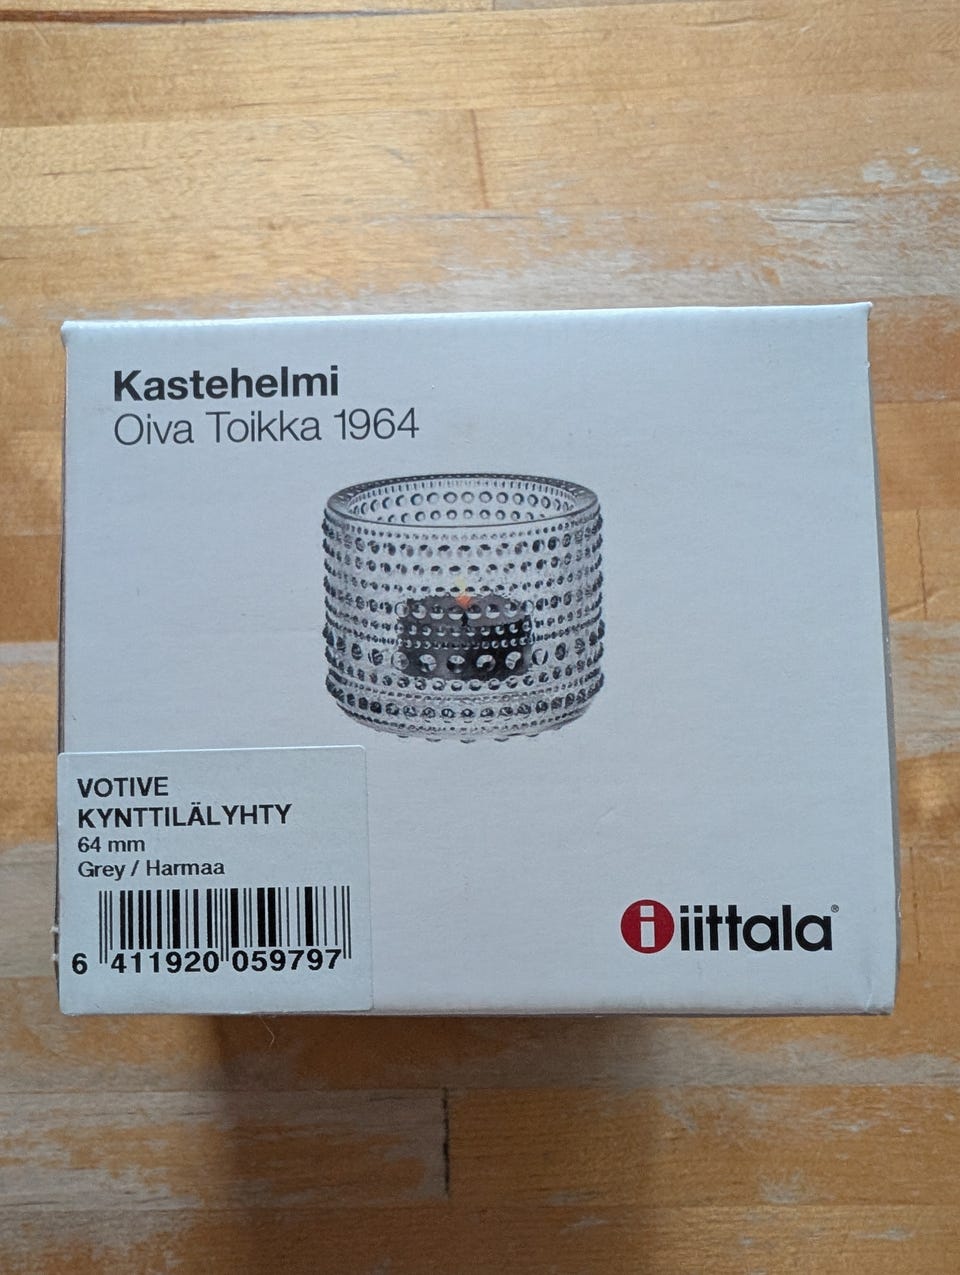 Kastehelmi
Oiva Toikka 1964
VOTIVE
KYNTTILÄLYHTY
64 mm
Grey / Harmaa
6 411920 059797
i iittala®